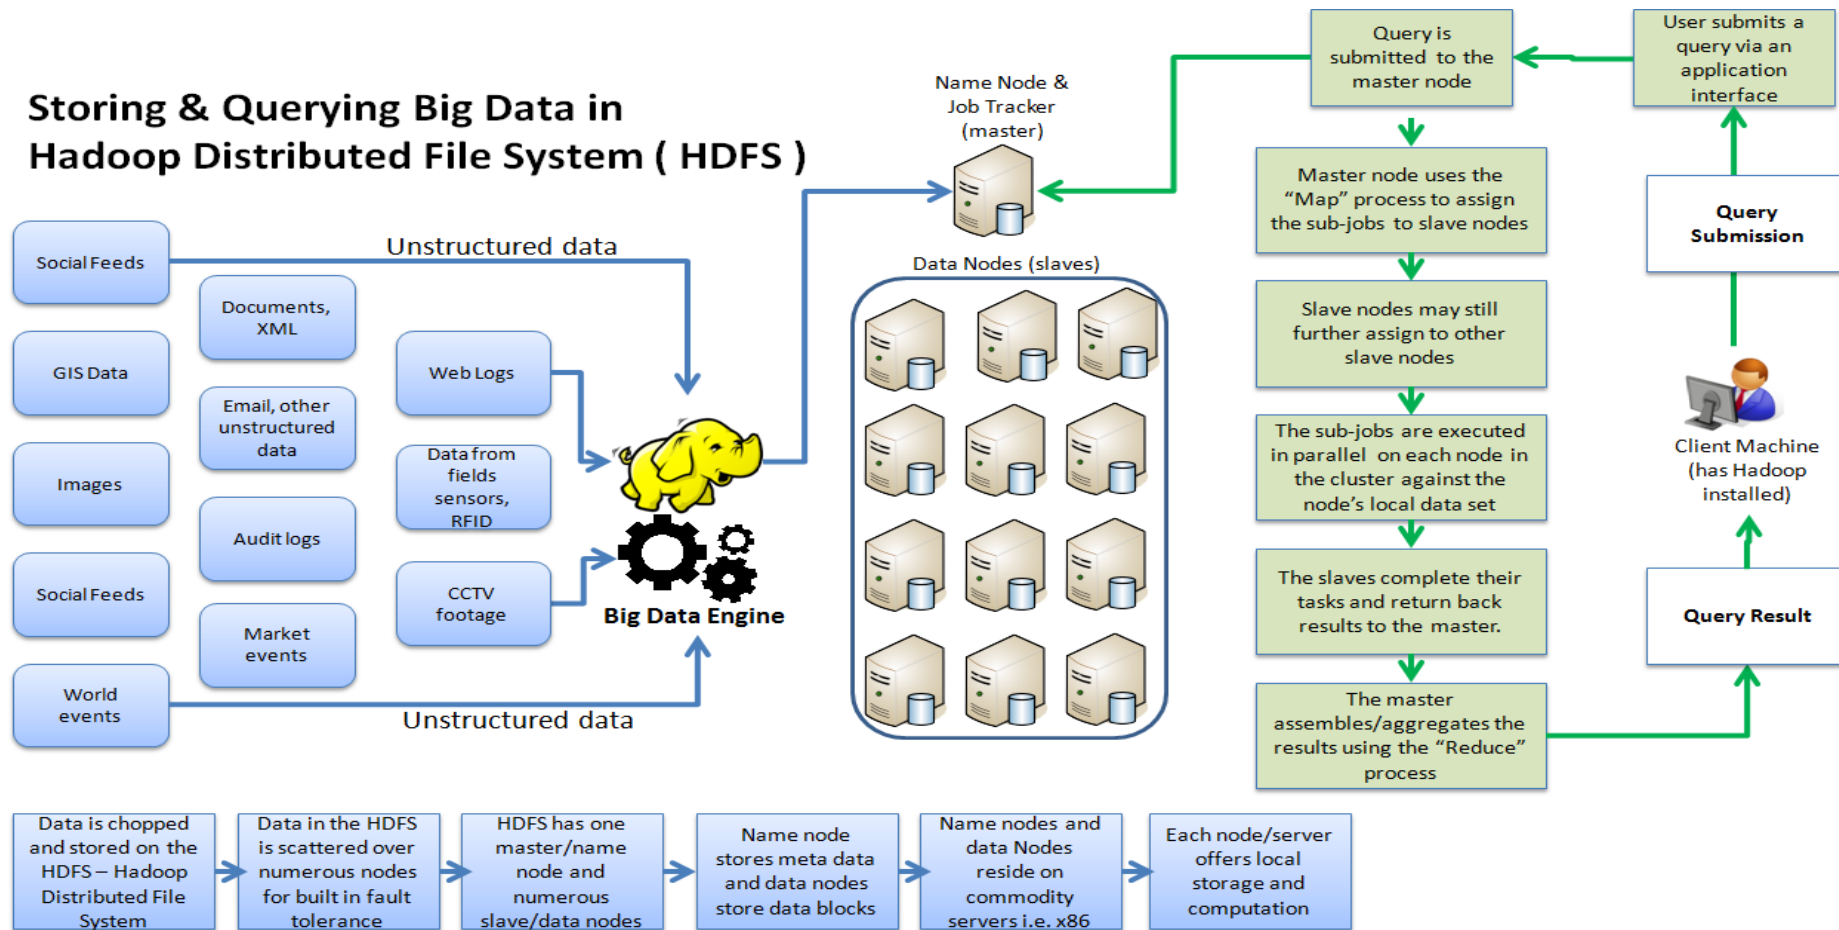 Storing & Querying Big Data in
Hadoop Distributed File System ( HDFS )
Social Feeds
GIS Data
Images
Social Feeds
World
events
Documents,
XML
Email, other
unstructured
data
Audit logs
Market
events
Web Logs
Data from
fields
sensors,
RFID
CCTV
footage
Unstructured data
Unstructured data
Big Data Engine
Name Node &
Job Tracker
(master)
Data Nodes (slaves)
Query is
submitted to the
master node
Master node uses the
“Map” process to assign
the sub-jobs to slave nodes
Slave nodes may still
further assign to other
slave nodes
The sub-jobs are executed
in parallel on each node in
the cluster against the
node’s local data set
The slaves complete their
tasks and return back
results to the master.
The master
assembles/aggregates the
results using the “Reduce”
process
User submits a
query via an
application
interface
Query
Submission
Client Machine
(has Hadoop
installed)
Query Result
Data is chopped
and stored on the
HDFS – Hadoop
Distributed File
System
Data in the HDFS
is scattered over
numerous nodes
for built in fault
tolerance
HDFS has one
master/name
node and
numerous
slave/data nodes
Name node
stores meta data
and data nodes
store data blocks
Name nodes and
data Nodes
reside on
commodity
servers i.e. x86
Each node/server
offers local
storage and
computation